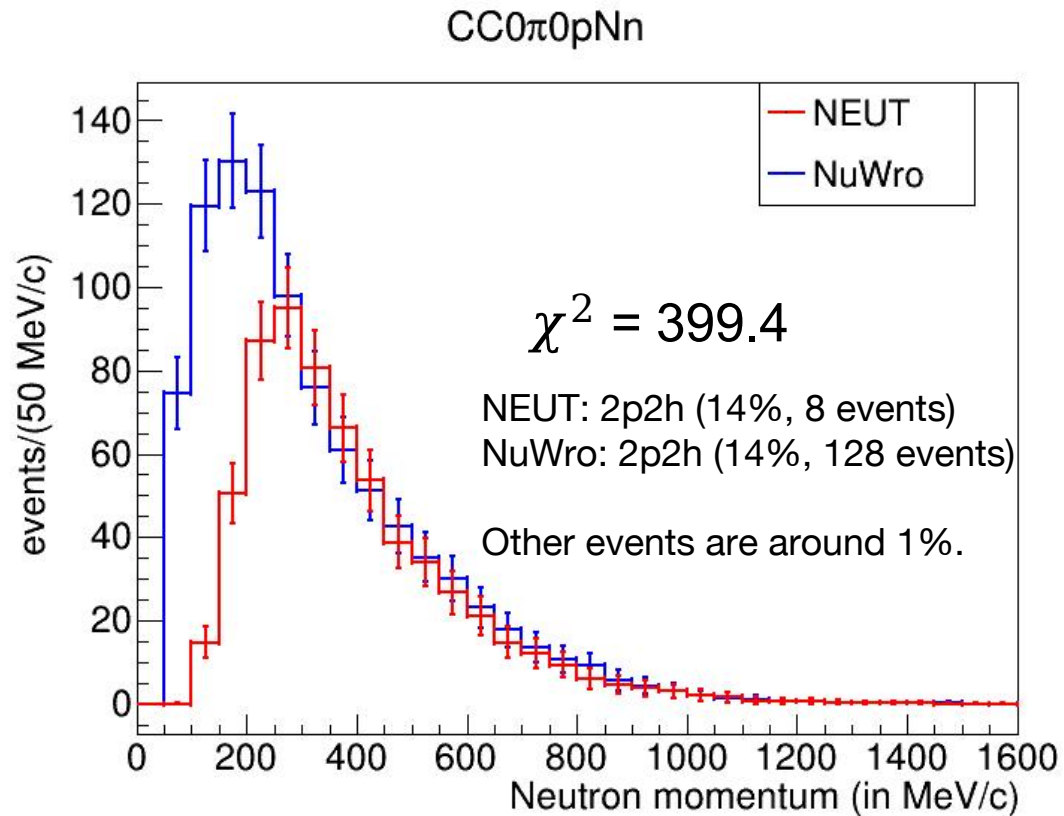 CC0π0pNn
NEUT
NuWro
χ² = 399.4
NEUT: 2p2h (14%, 8 events)
NuWro: 2p2h (14%, 128 events)
Other events are around 1%.
events/(50 MeV/c)
140
120
100
80
60
40
20
0
0 200 400 600 800 1000 1200 1400 1600
Neutron momentum (in MeV/c)